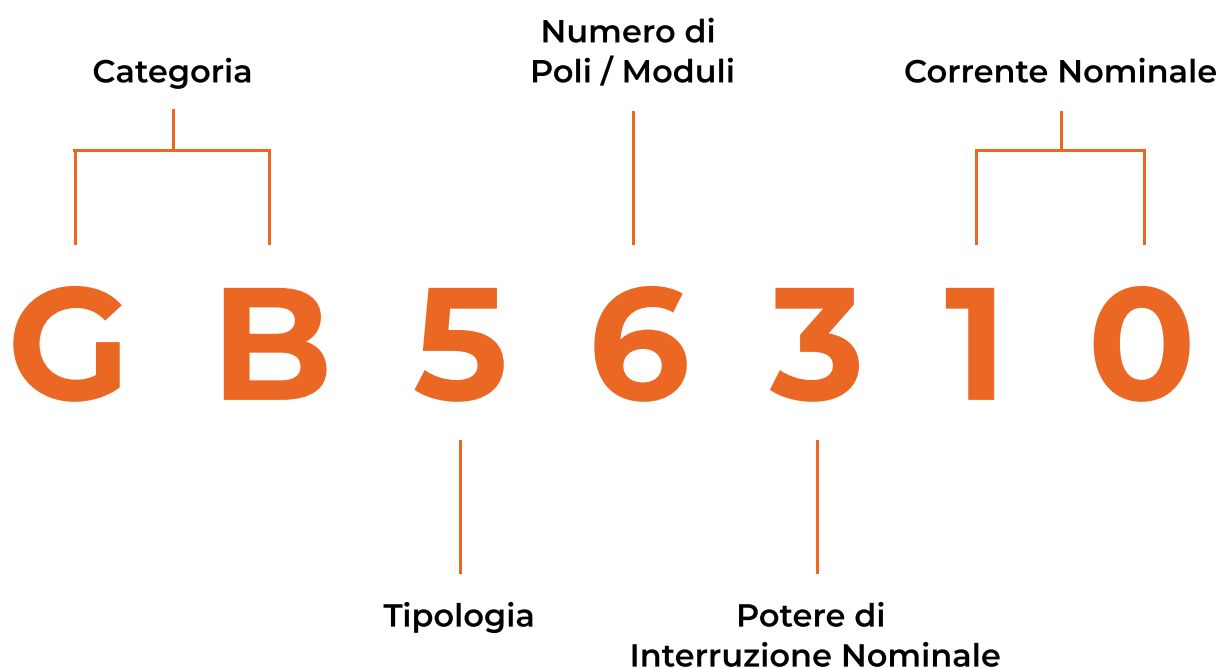 Categoria
Numero di
Poli / Moduli
Corrente Nominale
G B 5 6 3 1 0
Tipologia
Potere di
Interruzione Nominale